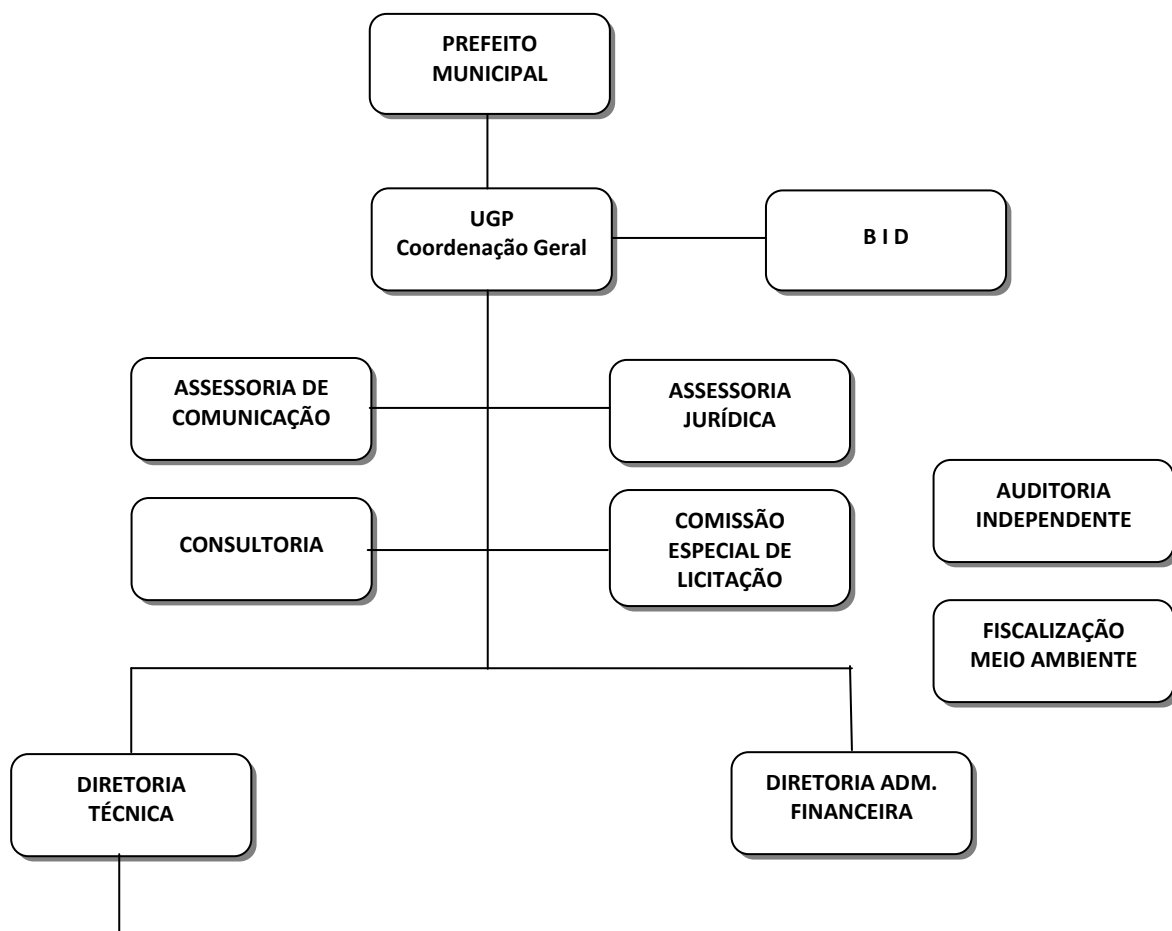 PREFEITO
MUNICIPAL
UGP
Coordenação Geral
B I D
ASSESSORIA DE
COMUNICAÇÃO
ASSESSORIA
JURÍDICA
AUDITORIA
INDEPENDENTE
CONSULTORIA
COMISSÃO
ESPECIAL DE
LICITAÇÃO
FISCALIZAÇÃO
MEIO AMBIENTE
DIRETORIA
TÉCNICA
DIRETORIA ADM.
FINANCEIRA